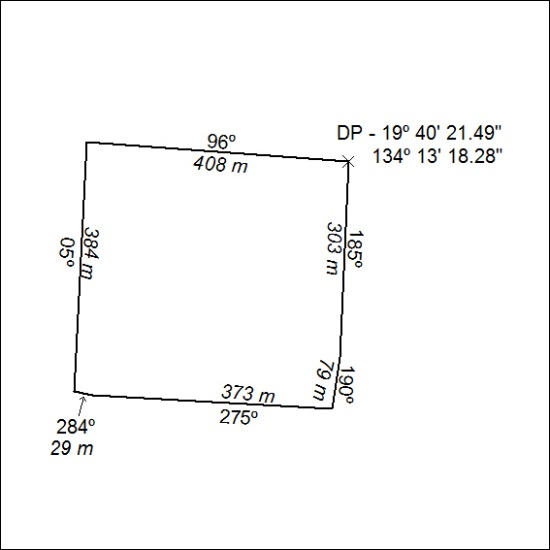 96º
408 m
DP - 19º 40' 21.49"
134º 13' 18.28"
185º
303 m
384 m
05º
190º
79 m
373 m
275º
284º
29 m